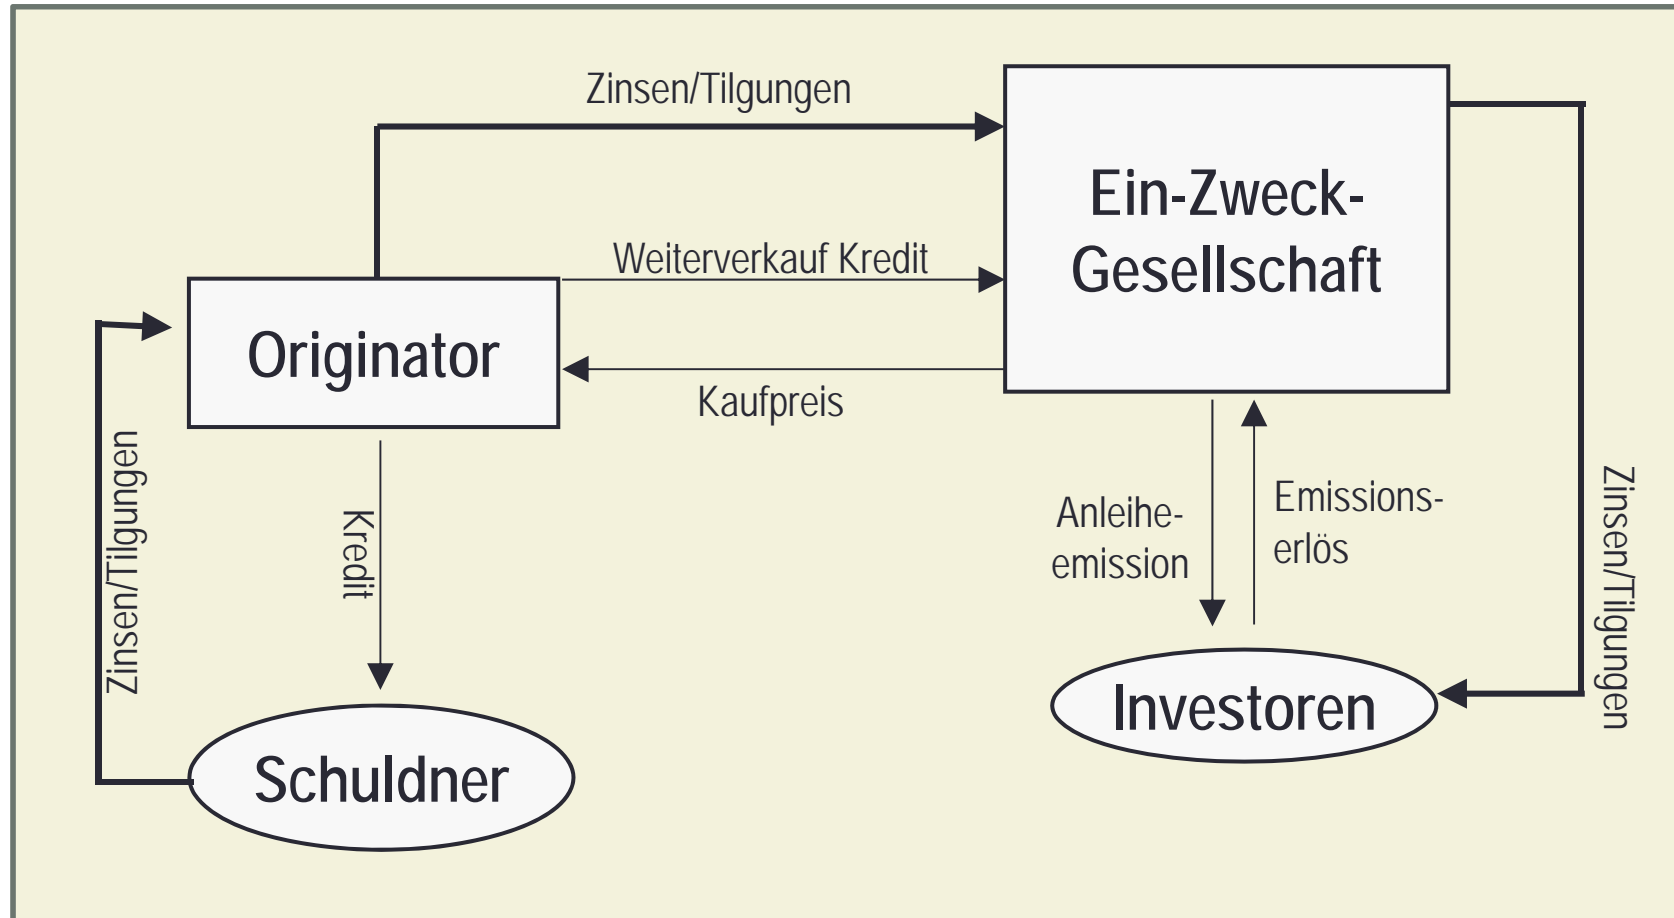 Zinsen/Tilgungen
Ein-Zweck-
Gesellschaft
Weiterverkauf Kredit
Originator
Kaufpreis
Zinsen/Tilgungen
Kredit
Anleihe-
emission
Emissions-
erlös
Zinsen/Tilgungen
Investoren
Schuldner